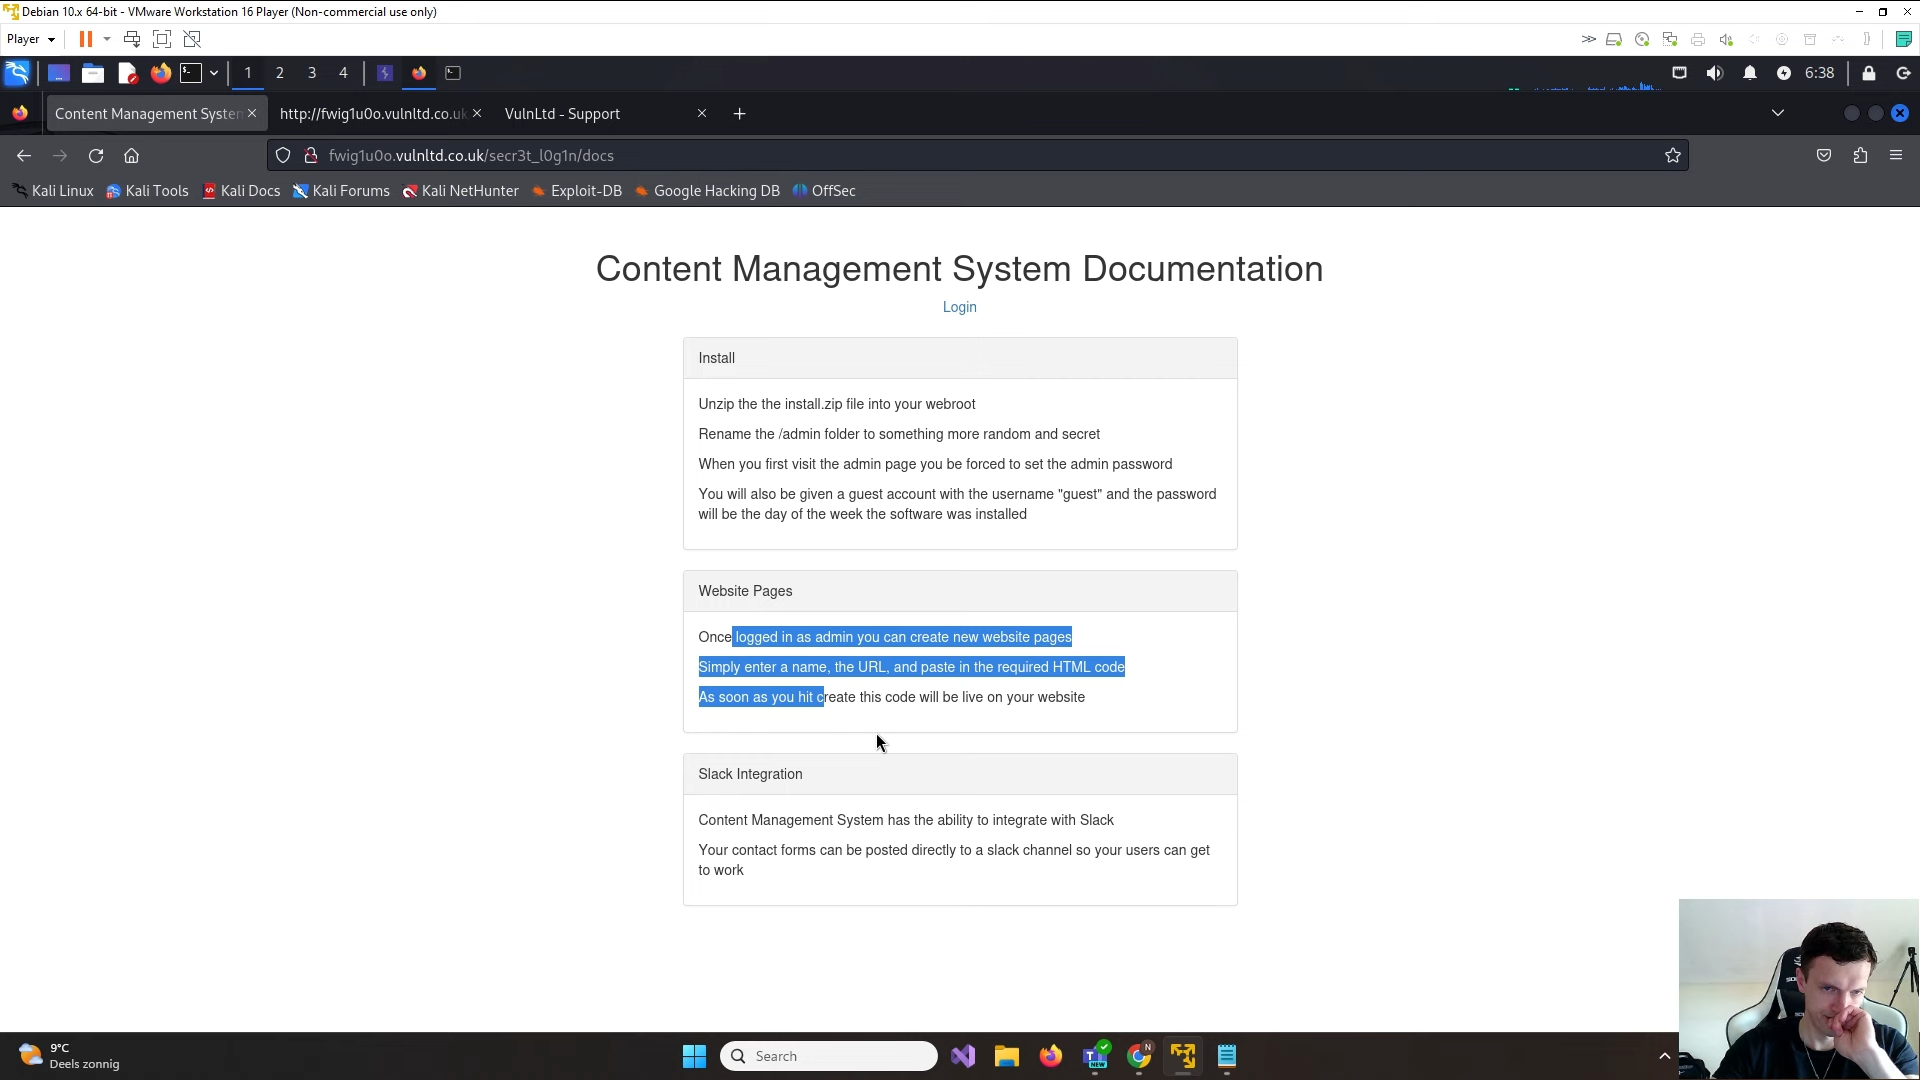 Debian 10.x 64-bit - VMware Workstation 16 Player (Non-commercial use only)
Player
1 2 3 4
6:38
Content Management System
http://fwig1u0o.vulnltd.co.uk
VulnLtd - Support
fwig1u0o.vulnltd.co.uk/secr3t_l0g1n/docs
Kali Linux Kali Tools Kali Docs Kali Forums Kali NetHunter Exploit-DB Google Hacking DB OffSec
Content Management System Documentation
Login
Install
Unzip the the install.zip file into your webroot
Rename the /admin folder to something more random and secret
When you first visit the admin page you be forced to set the admin password
You will also be given a guest account with the username "guest" and the password
will be the day of the week the software was installed
Website Pages
Once logged in as admin you can create new website pages
Simply enter a name, the URL, and paste in the required HTML code
As soon as you hit create this code will be live on your website
Slack Integration
Content Management System has the ability to integrate with Slack
Your contact forms can be posted directly to a slack channel so your users can get
to work
9°C
Deels zonnig
Search